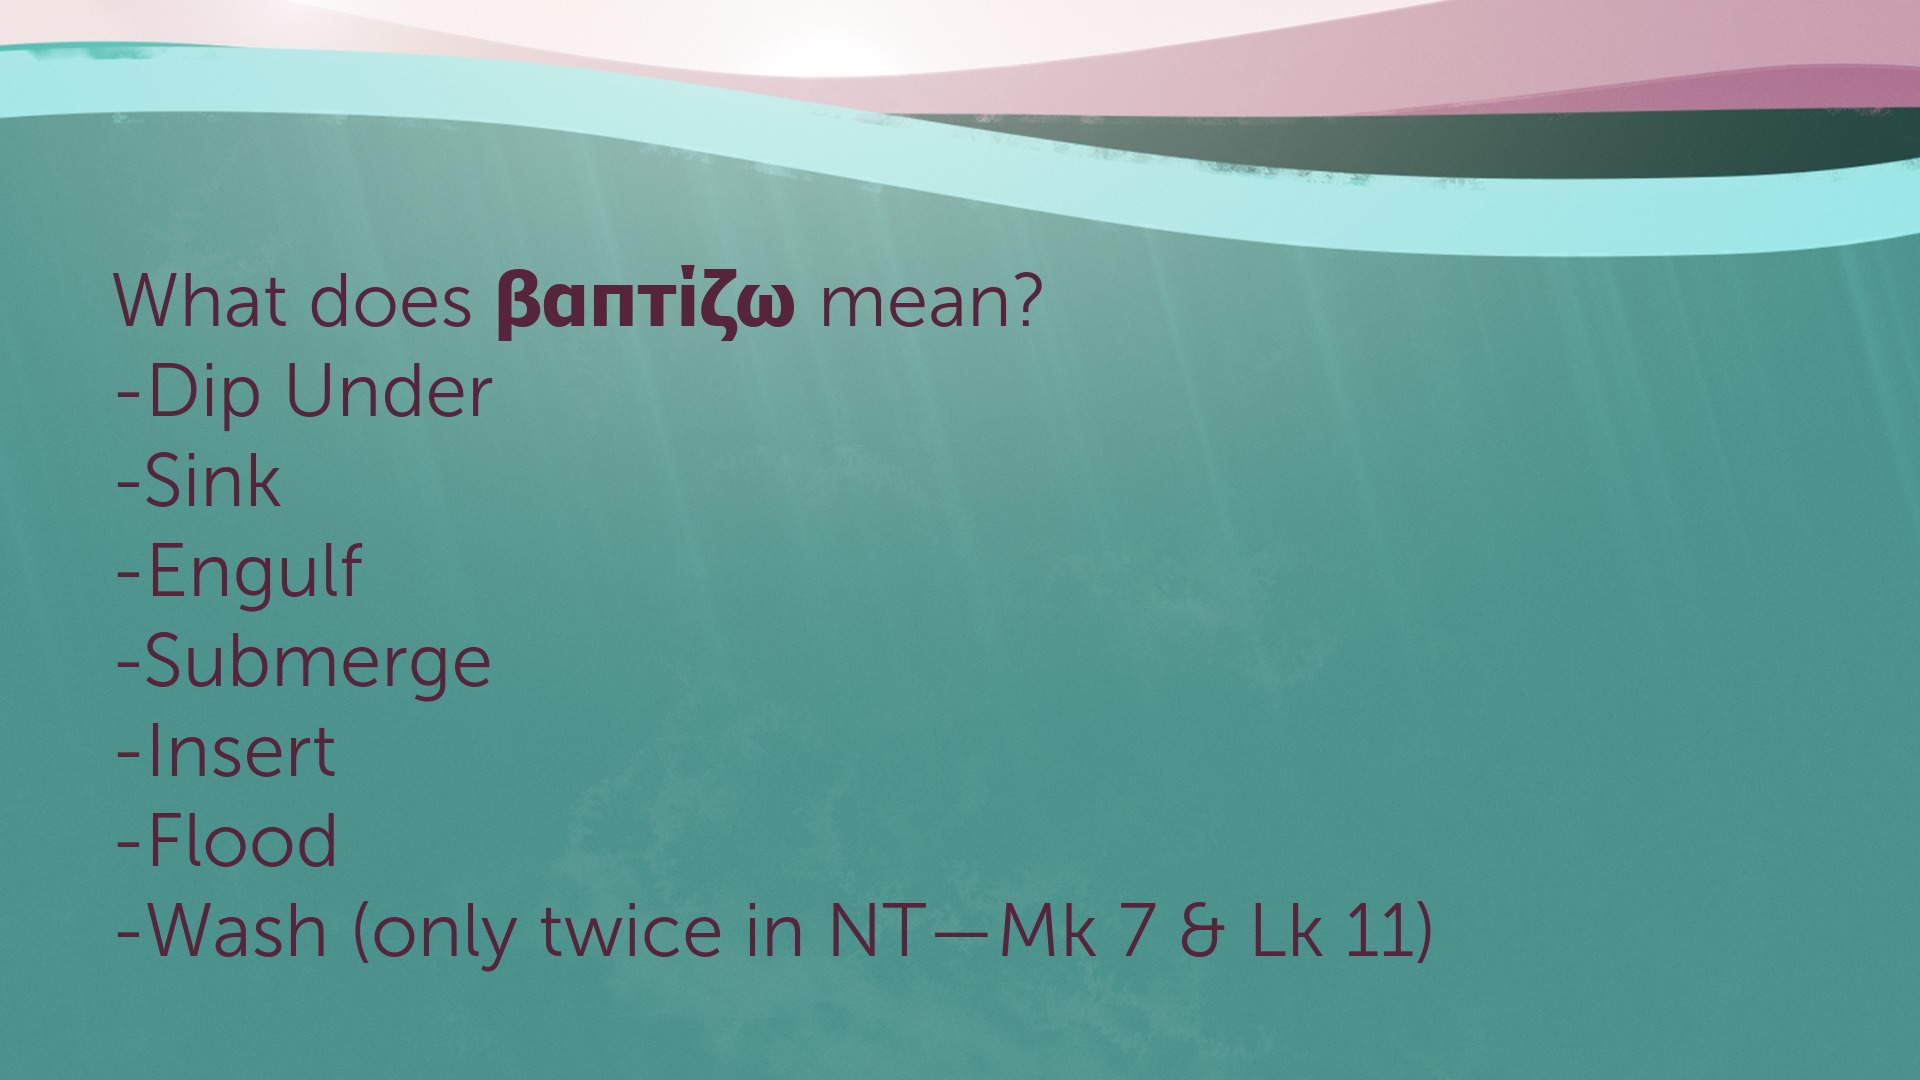 What does βαπτίζω mean?
-Dip Under
-Sink
-Engulf
-Submerge
-Insert
-Flood
-Wash (only twice in NT—Mk 7 & Lk 11)